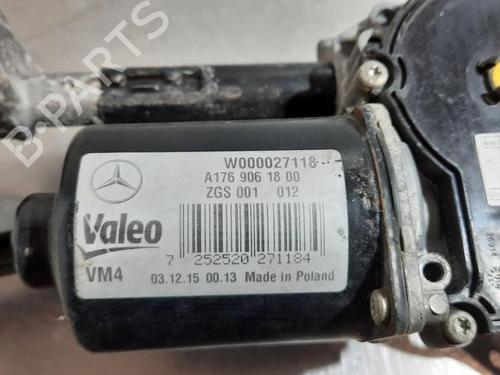 W000027118
A176 906 18 00
ZGS 001 012
Valeo
7 252520 271184
VM4 03.12.15 00.13 Made in Poland
B-Parts